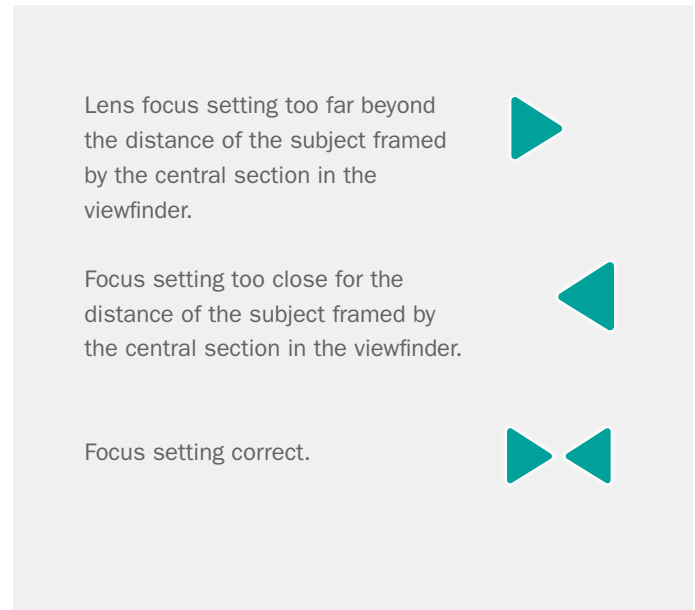 Lens focus setting too far beyond
the distance of the subject framed
by the central section in the
viewfinder.
Focus setting too close for the
distance of the subject framed by
the central section in the viewfinder.
Focus setting correct.